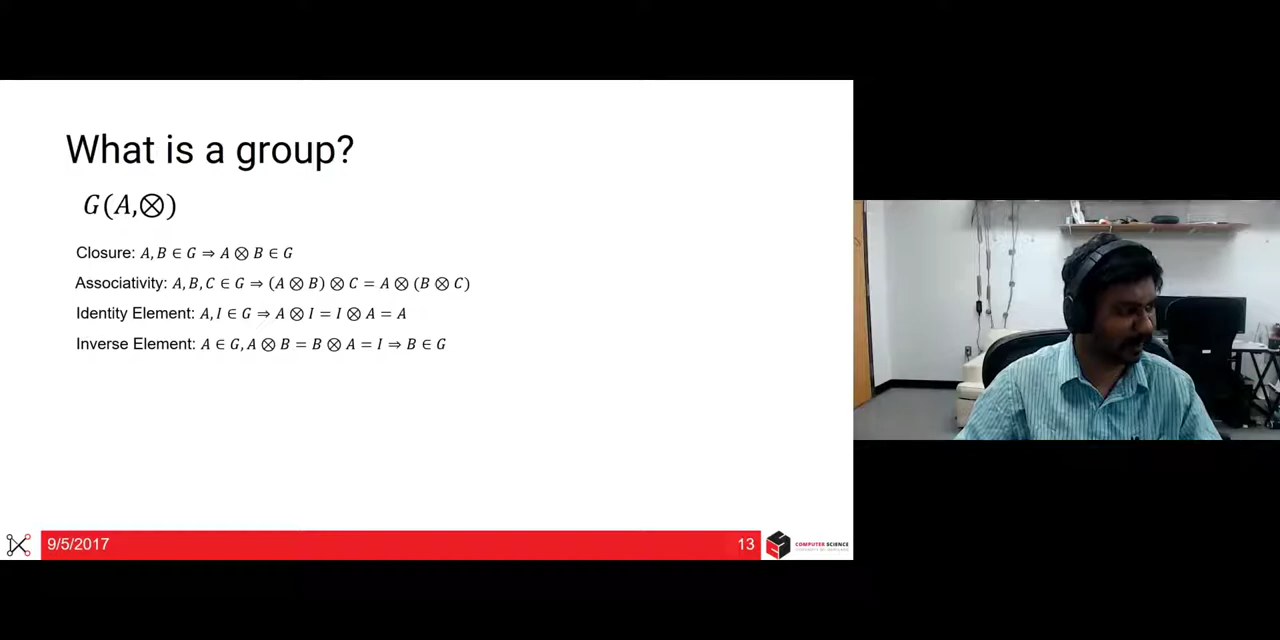 What is a group?
G(A,⊗)
Closure: A, B ∈ G ⇒ A ⊗ B ∈ G
Associativity: A, B, C ∈ G ⇒ (A ⊗ B) ⊗ C = A ⊗ (B ⊗ C)
Identity Element: A, I ∈ G ⇒ A ⊗ I = I ⊗ A = A
Inverse Element: A ∈ G, A ⊗ B = B ⊗ A = I ⇒ B ∈ G
9/5/2017
13
COMPUTER SCIENCE